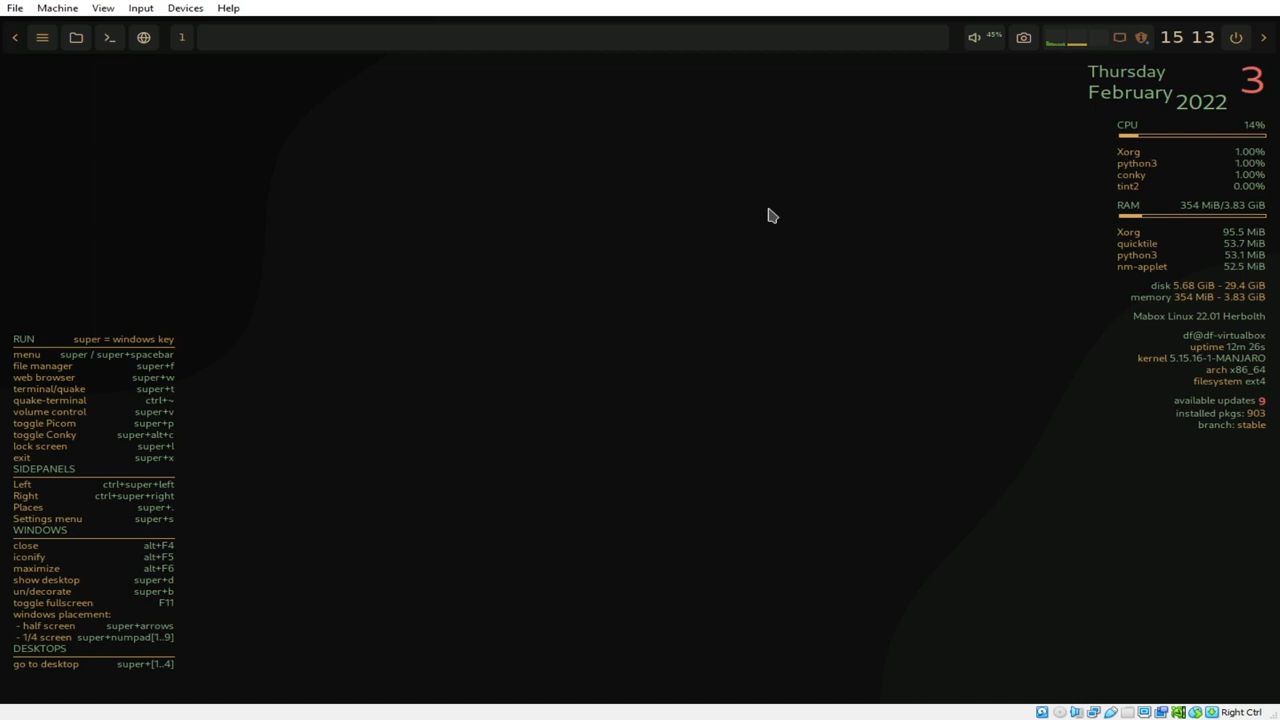 File Machine View Input Devices Help
1 45% 15 13
Thursday 3
February 2022
CPU 14%
Xorg 1.00%
python3 1.00%
conky 1.00%
tint2 0.00%
RAM 354 MiB/3.83 GiB
Xorg 95.5 MiB
quicktile 53.7 MiB
python3 53.1 MiB
nm-applet 52.5 MiB
disk 5.68 GiB - 29.4 GiB
memory 354 MiB - 3.83 GiB
Mabox Linux 22.01 Herbolth
df@df-virtualbox
uptime 12m 26s
kernel 5.15.16-1-MANJARO
arch x86_64
filesystem ext4
available updates 9
installed pkgs: 903
branch: stable
RUN super = windows key
menu super / super+spacebar
file manager super+f
web browser super+w
terminal/quake super+t
quake-terminal ctrl+~
volume control super+v
toggle Picom super+p
toggle Conky super+alt+c
lock screen super+l
exit super+x
SIDEPANELS
Left ctrl+super+left
Right ctrl+super+right
Places super+.
Settings menu super+s
WINDOWS
close alt+F4
iconify alt+F5
maximize alt+F6
show desktop super+d
un/decorate super+b
toggle fullscreen F11
windows placement:
- half screen super+arrows
- 1/4 screen super+numpad[1..9]
DESKTOPS
go to desktop super+[1..4]
Right Ctrl